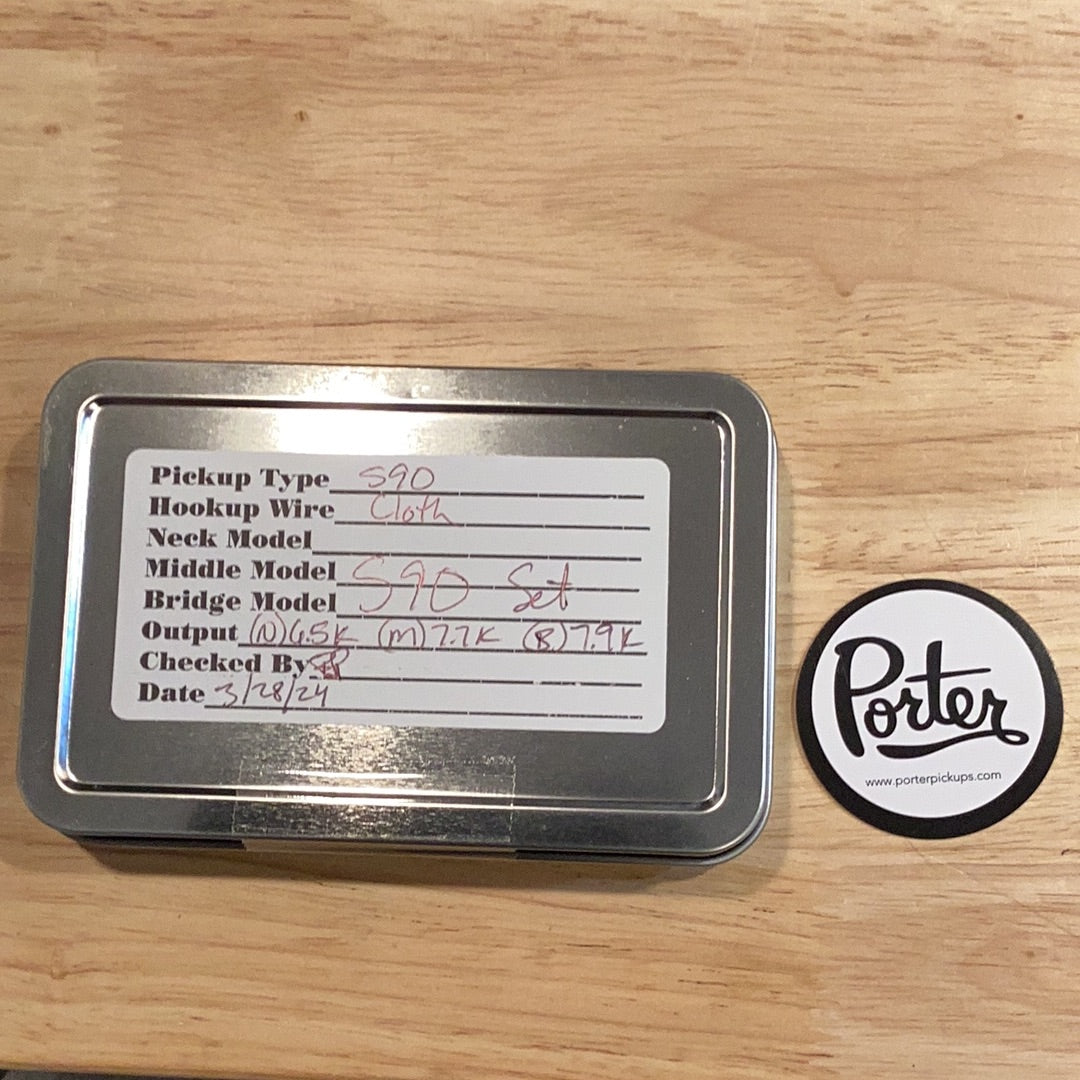 Pickup Type S90
Hookup Wire Cloth
Neck Model
Middle Model S90 Set
Bridge Model
Output (N)6.5K (M)7.7K (B)7.9K
Checked By
Date 3/28/24
Porter
www.porterpickups.com